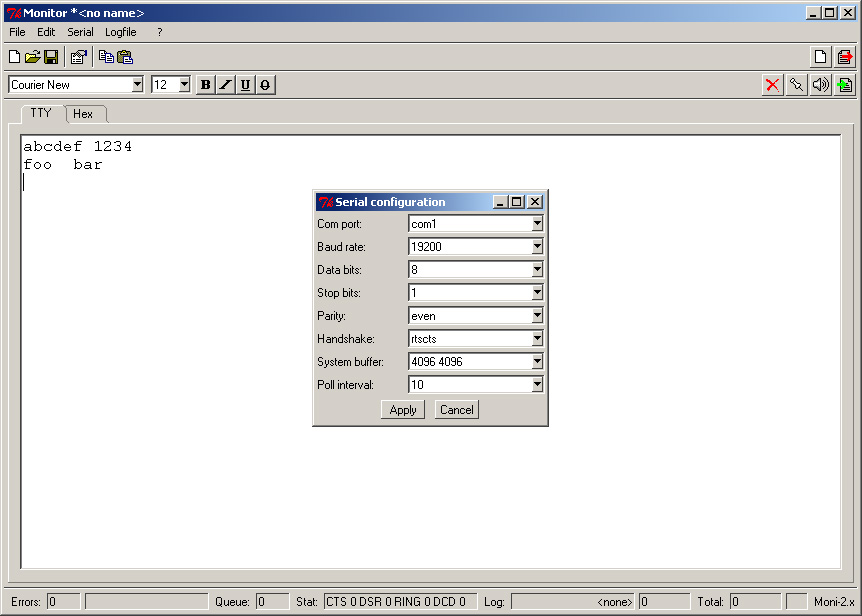 Monitor *<no name>
File Edit Serial Logfile ?
Courier New 12 B I U O
TTY Hex
abcdef 1234
foo bar
Serial configuration
Com port: com1
Baud rate: 19200
Data bits: 8
Stop bits: 1
Parity: even
Handshake: rtscts
System buffer: 4096 4096
Poll interval: 10
Apply Cancel
Errors: 0 Queue: 0 Stat: CTS 0 DSR 0 RING 0 DCD 0 Log: <none> 0 Total: 0 Moni-2.x